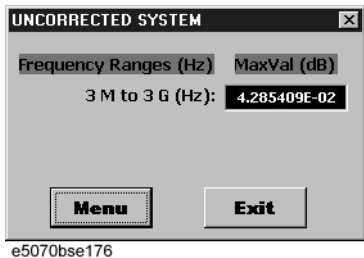 UNCORRECTED SYSTEM
Frequency Ranges (Hz) MaxVal (dB)
3 M to 3 G (Hz): 4.285409E-02
Menu Exit
e5070bse176